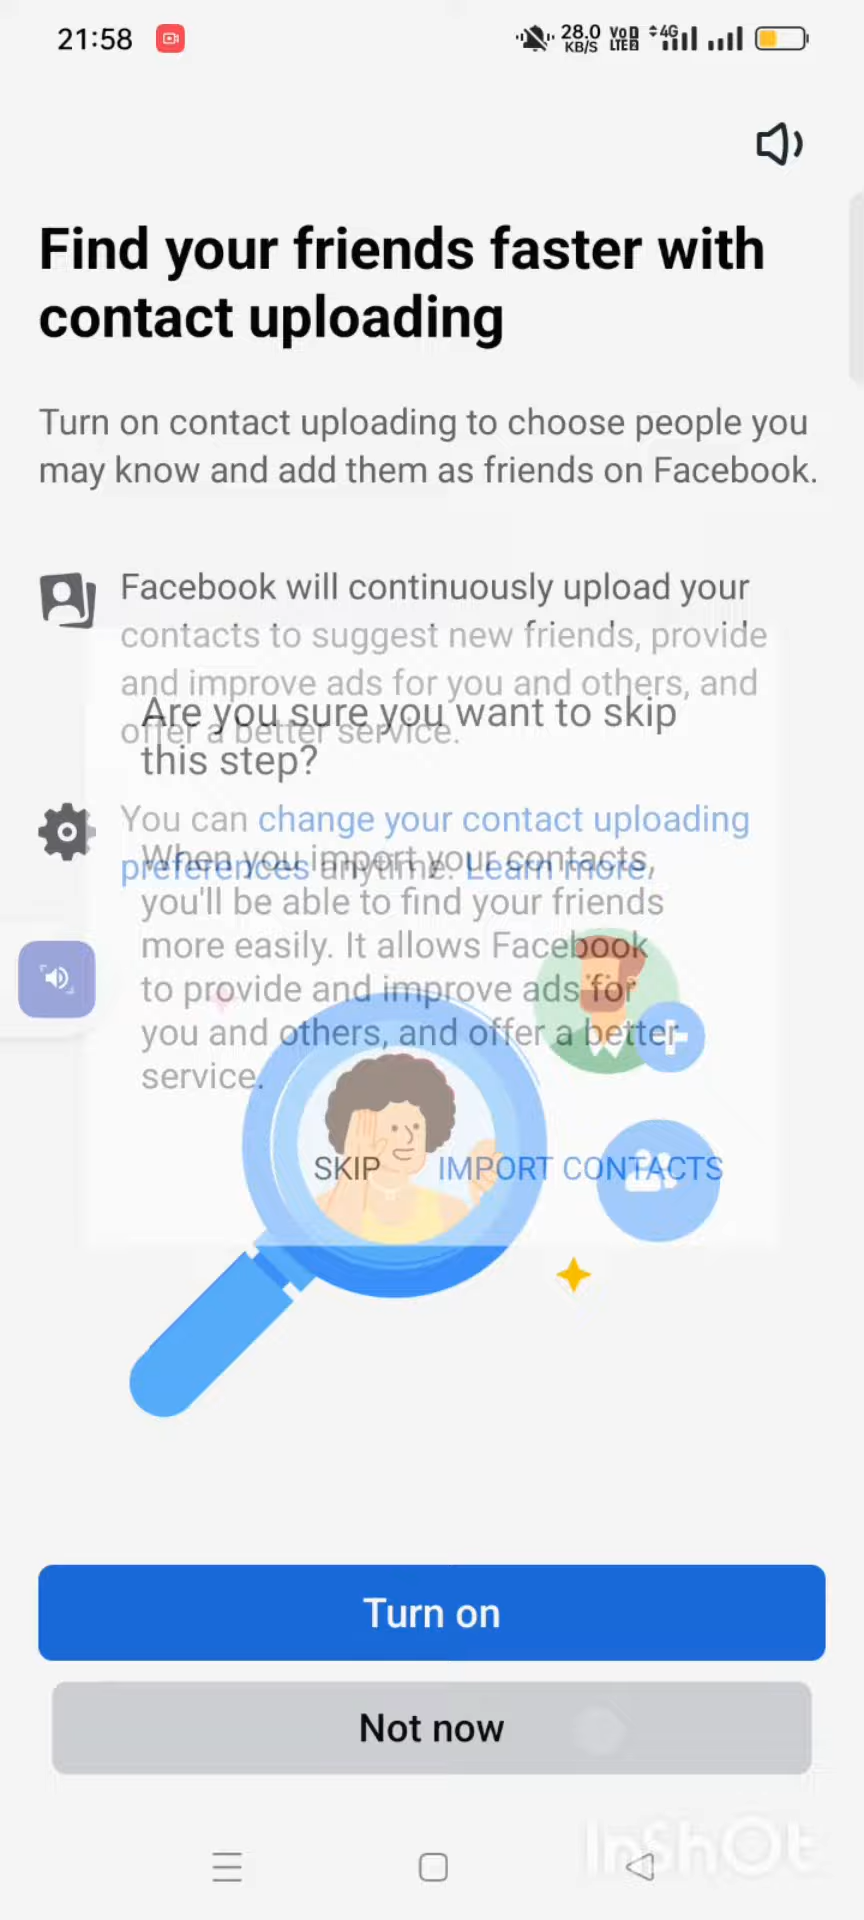 21:58
28.0
KB/S
VoD
LTE2
4G
Find your friends faster with
contact uploading
Turn on contact uploading to choose people you
may know and add them as friends on Facebook.
Facebook will continuously upload your
contacts to suggest new friends, provide
and improve ads for you and others, and
offer a better service.
Are you sure you want to skip
this step?
You can change your contact uploading
preferences anytime. Learn more.
When you import your contacts,
you'll be able to find your friends
more easily. It allows Facebook
to provide and improve ads for
you and others, and offer a better
service.
SKIP
IMPORT CONTACTS
Turn on
Not now
InShOt